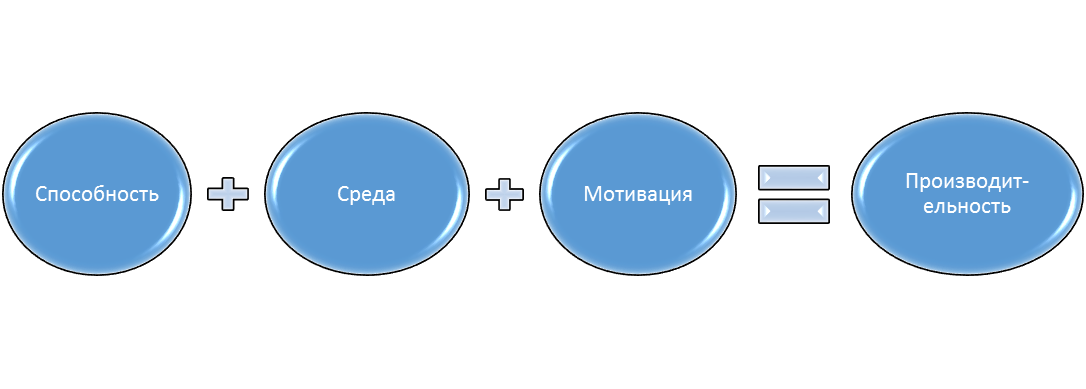 Способность
Среда
Мотивация
Производит-
ельность